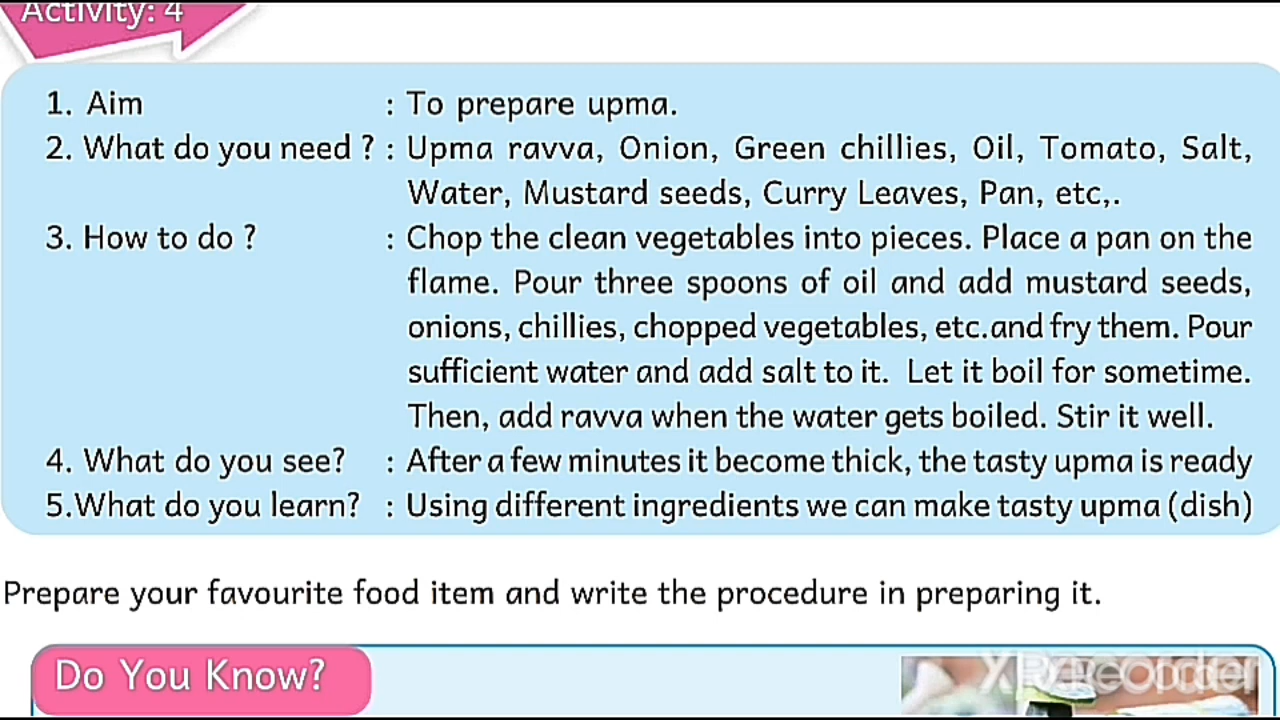 Activity: 4
1. Aim : To prepare upma.
2. What do you need ? : Upma ravva, Onion, Green chillies, Oil, Tomato, Salt,
Water, Mustard seeds, Curry Leaves, Pan, etc,.
3. How to do ? : Chop the clean vegetables into pieces. Place a pan on the
flame. Pour three spoons of oil and add mustard seeds,
onions, chillies, chopped vegetables, etc.and fry them. Pour
sufficient water and add salt to it. Let it boil for sometime.
Then, add ravva when the water gets boiled. Stir it well.
4. What do you see? : After a few minutes it become thick, the tasty upma is ready
5.What do you learn? : Using different ingredients we can make tasty upma (dish)
Prepare your favourite food item and write the procedure in preparing it.
Do You Know?